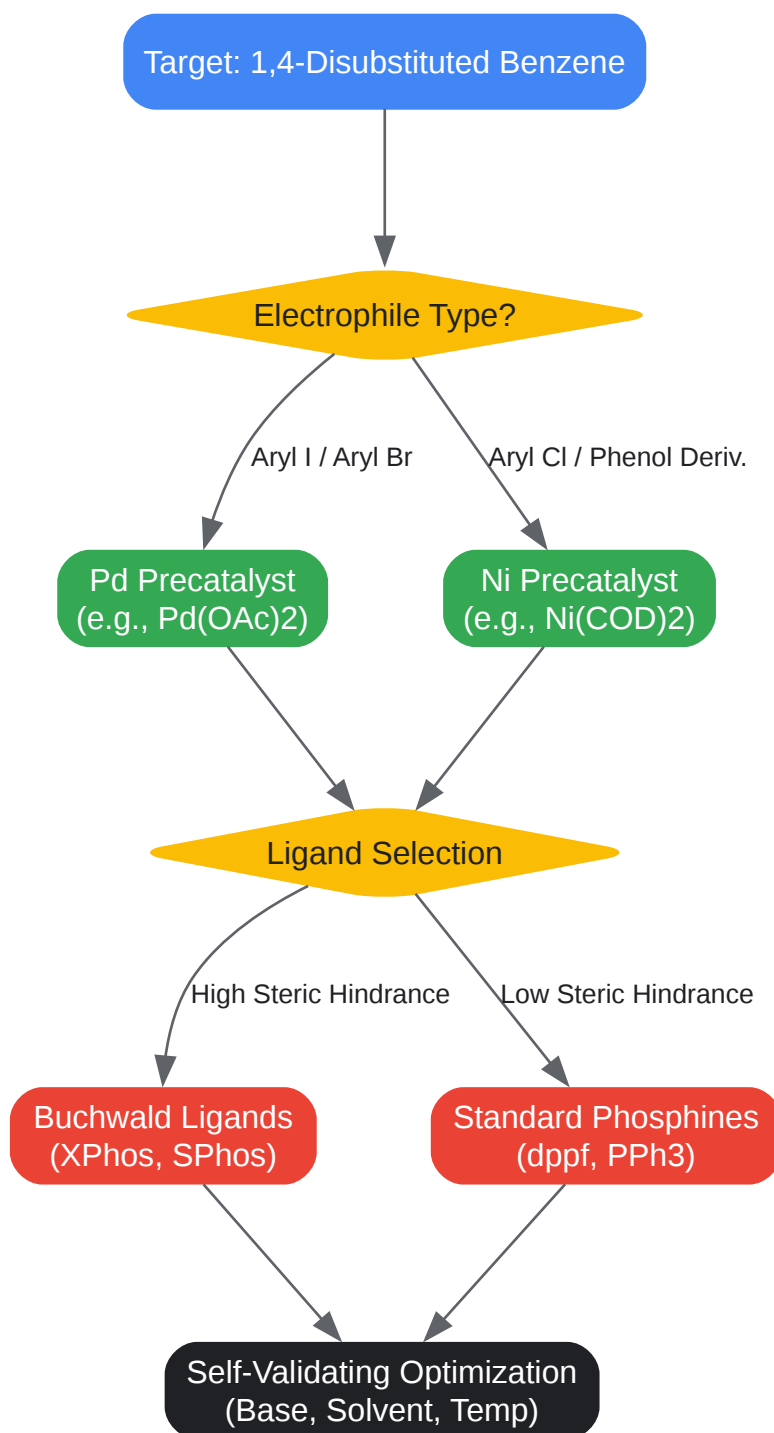 Target: 1,4-Disubstituted Benzene
Electrophile Type?
Aryl I / Aryl Br
Aryl Cl / Phenol Deriv.
Pd Precatalyst
(e.g., Pd(OAc)2)
Ni Precatalyst
(e.g., Ni(COD)2)
Ligand Selection
High Steric Hindrance
Low Steric Hindrance
Buchwald Ligands
(XPhos, SPhos)
Standard Phosphines
(dppf, PPh3)
Self-Validating Optimization
(Base, Solvent, Temp)